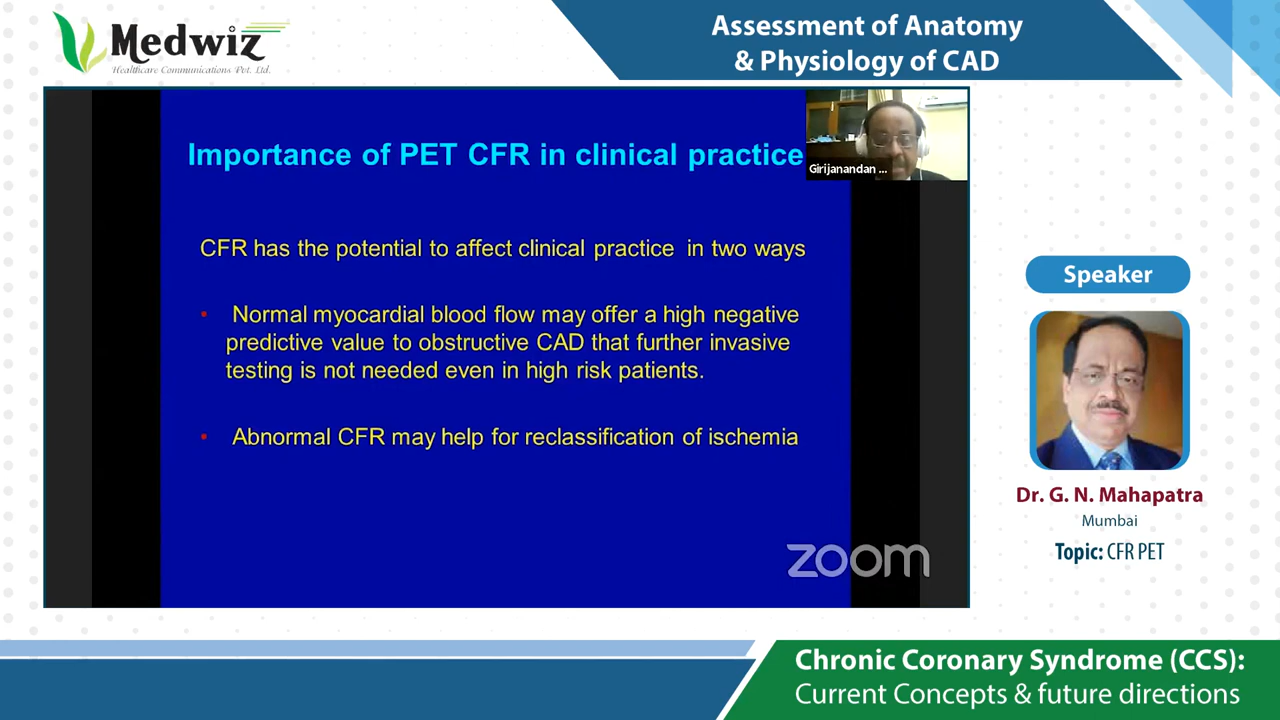 Medwiz
Healthcare Communications Pvt. Ltd.
Assessment of Anatomy
& Physiology of CAD
Importance of PET CFR in clinical practice
Girijanandan ...
CFR has the potential to affect clinical practice in two ways
• Normal myocardial blood flow may offer a high negative
predictive value to obstructive CAD that further invasive
testing is not needed even in high risk patients.
• Abnormal CFR may help for reclassification of ischemia
zoom
Speaker
Dr. G. N. Mahapatra
Mumbai
Topic: CFR PET
Chronic Coronary Syndrome (CCS):
Current Concepts & future directions